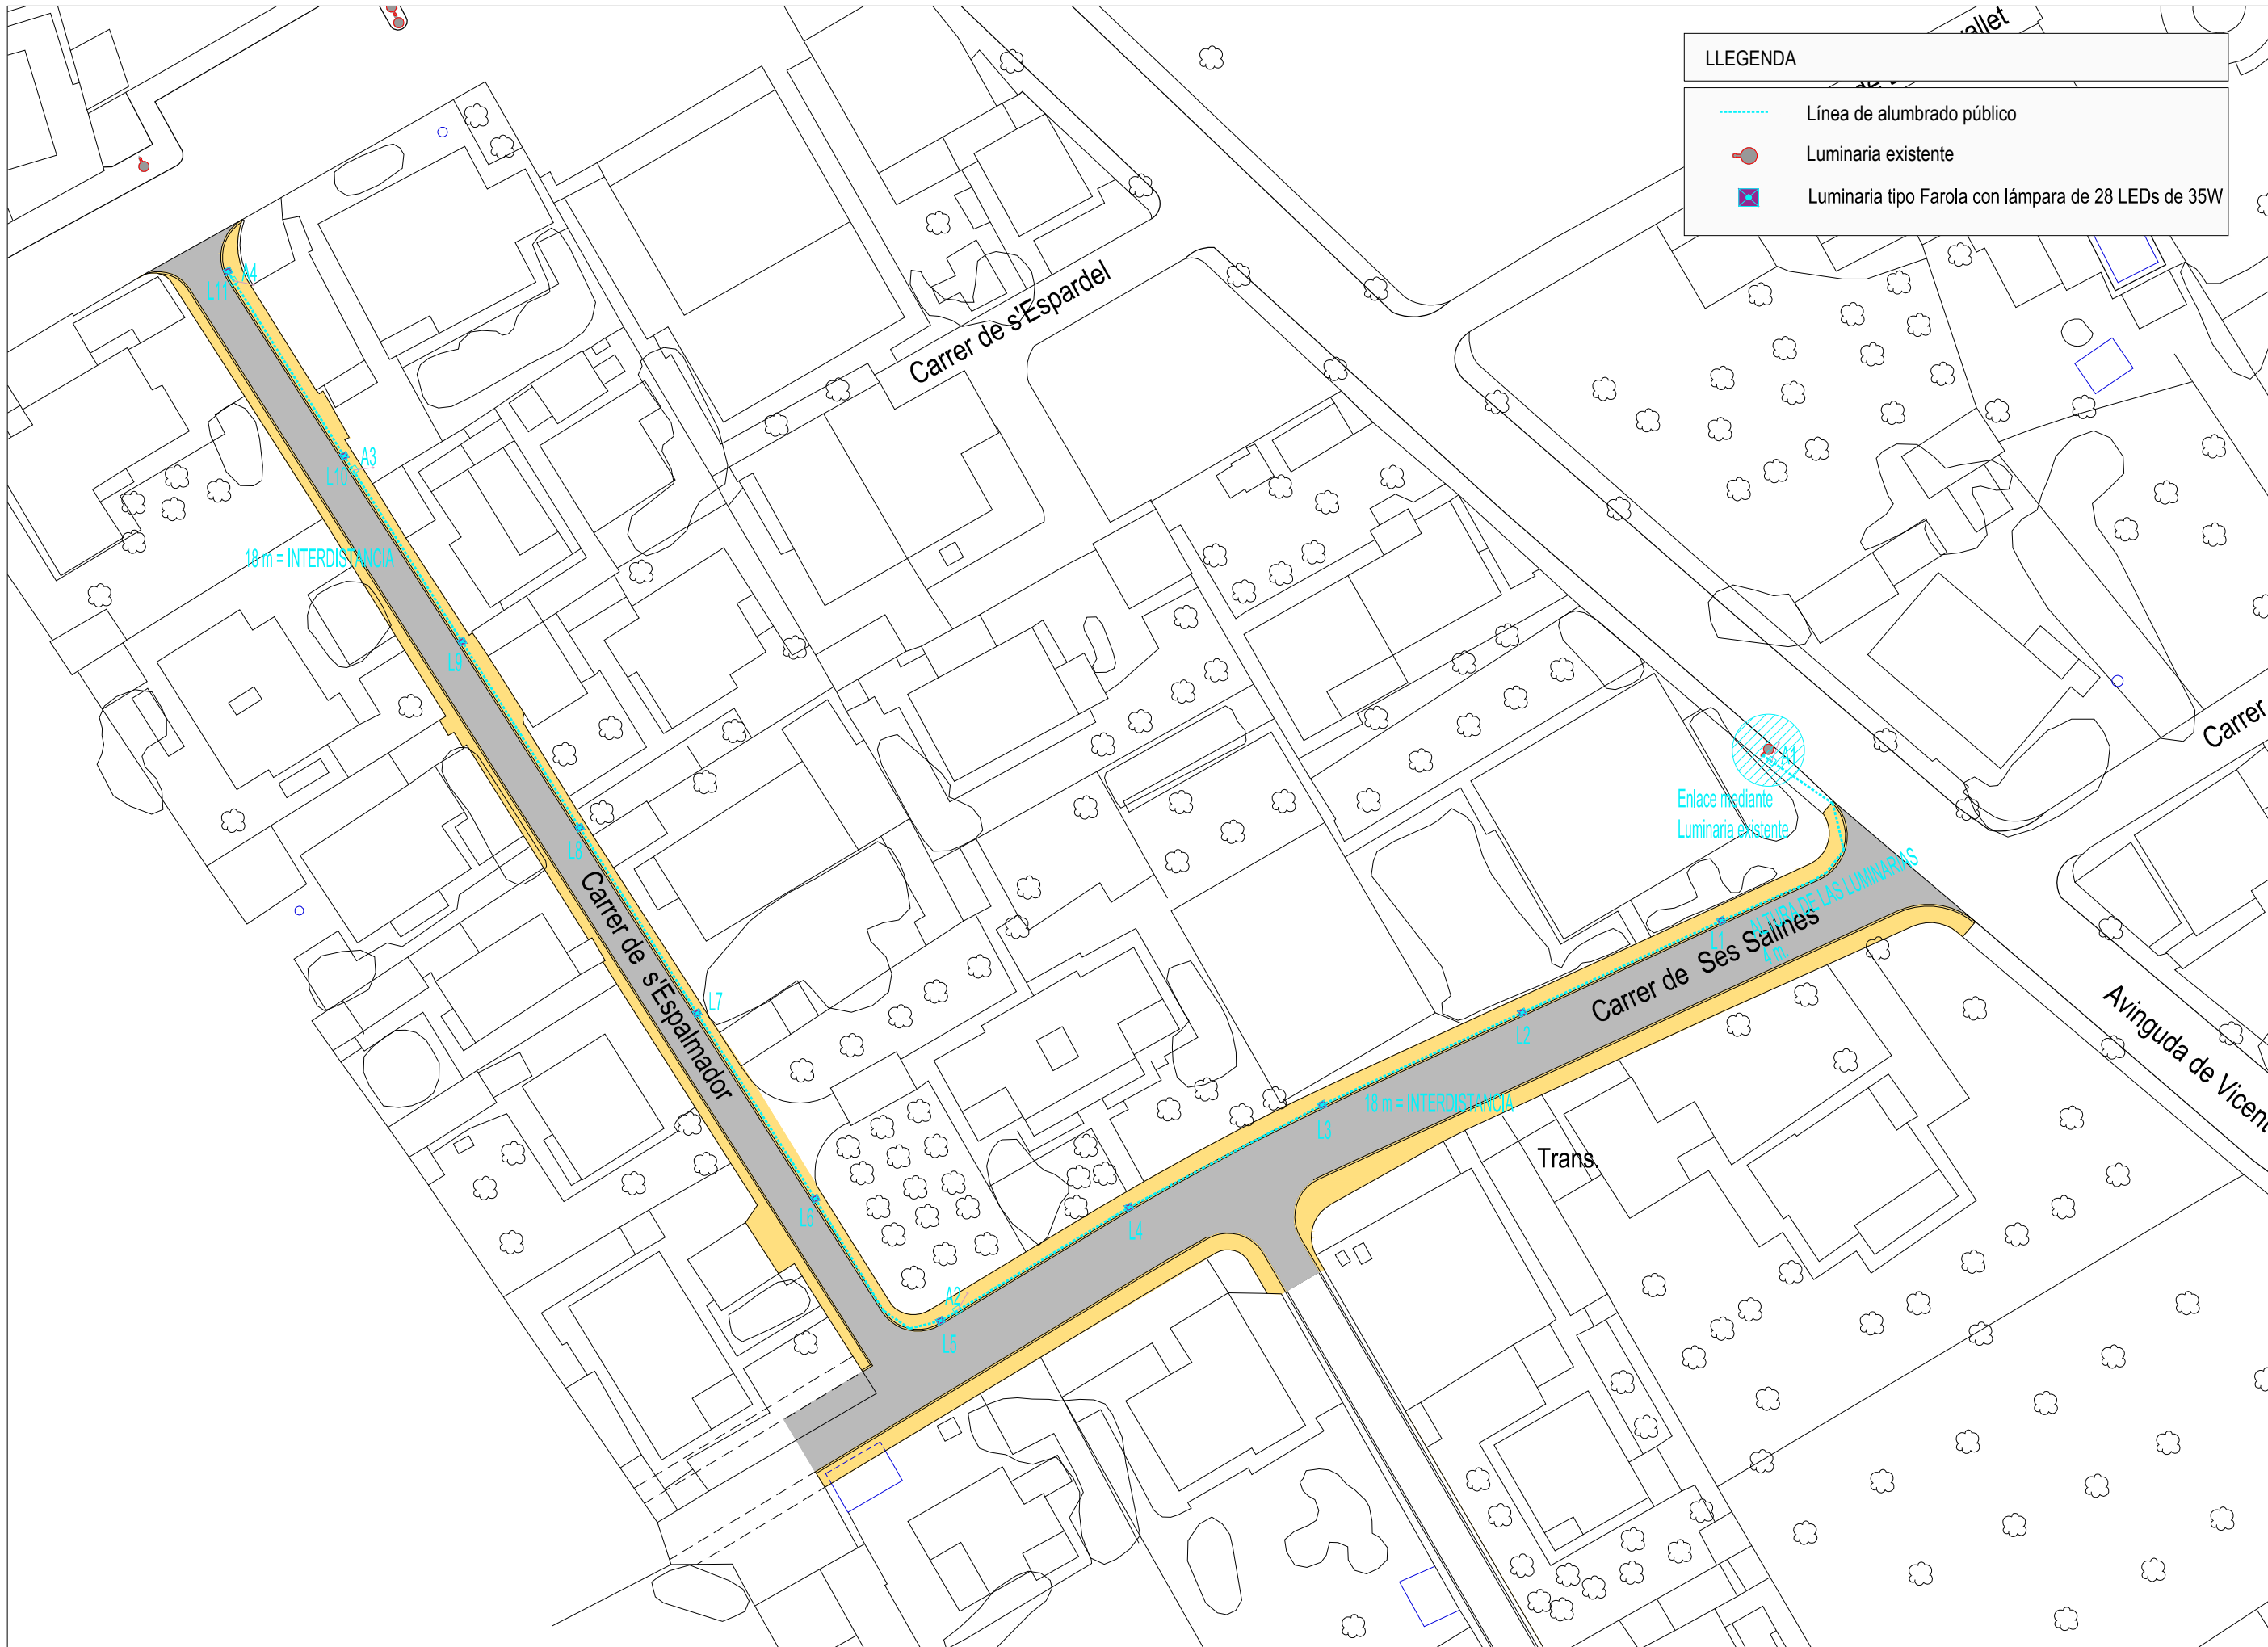 LLEGENDA
Línea de alumbrado público
Luminaria existente
Luminaria tipo Farola con lámpara de 28 LEDs de 35W
A4
L11
Carrer de s'Espardel
A3
L10
18 m = INTERDISTANCIA
L9
Carrer
A1
Enlace mediante
Luminaria existente
L8
ALTURA DE LAS LUMINARIAS
4 m.
L1
Carrer de Ses Salines
Carrer de s'Espalmador
L7
L2
Avinguda de Vicent
18 m = INTERDISTANCIA
L3
Trans.
L6
L4
A2
L5